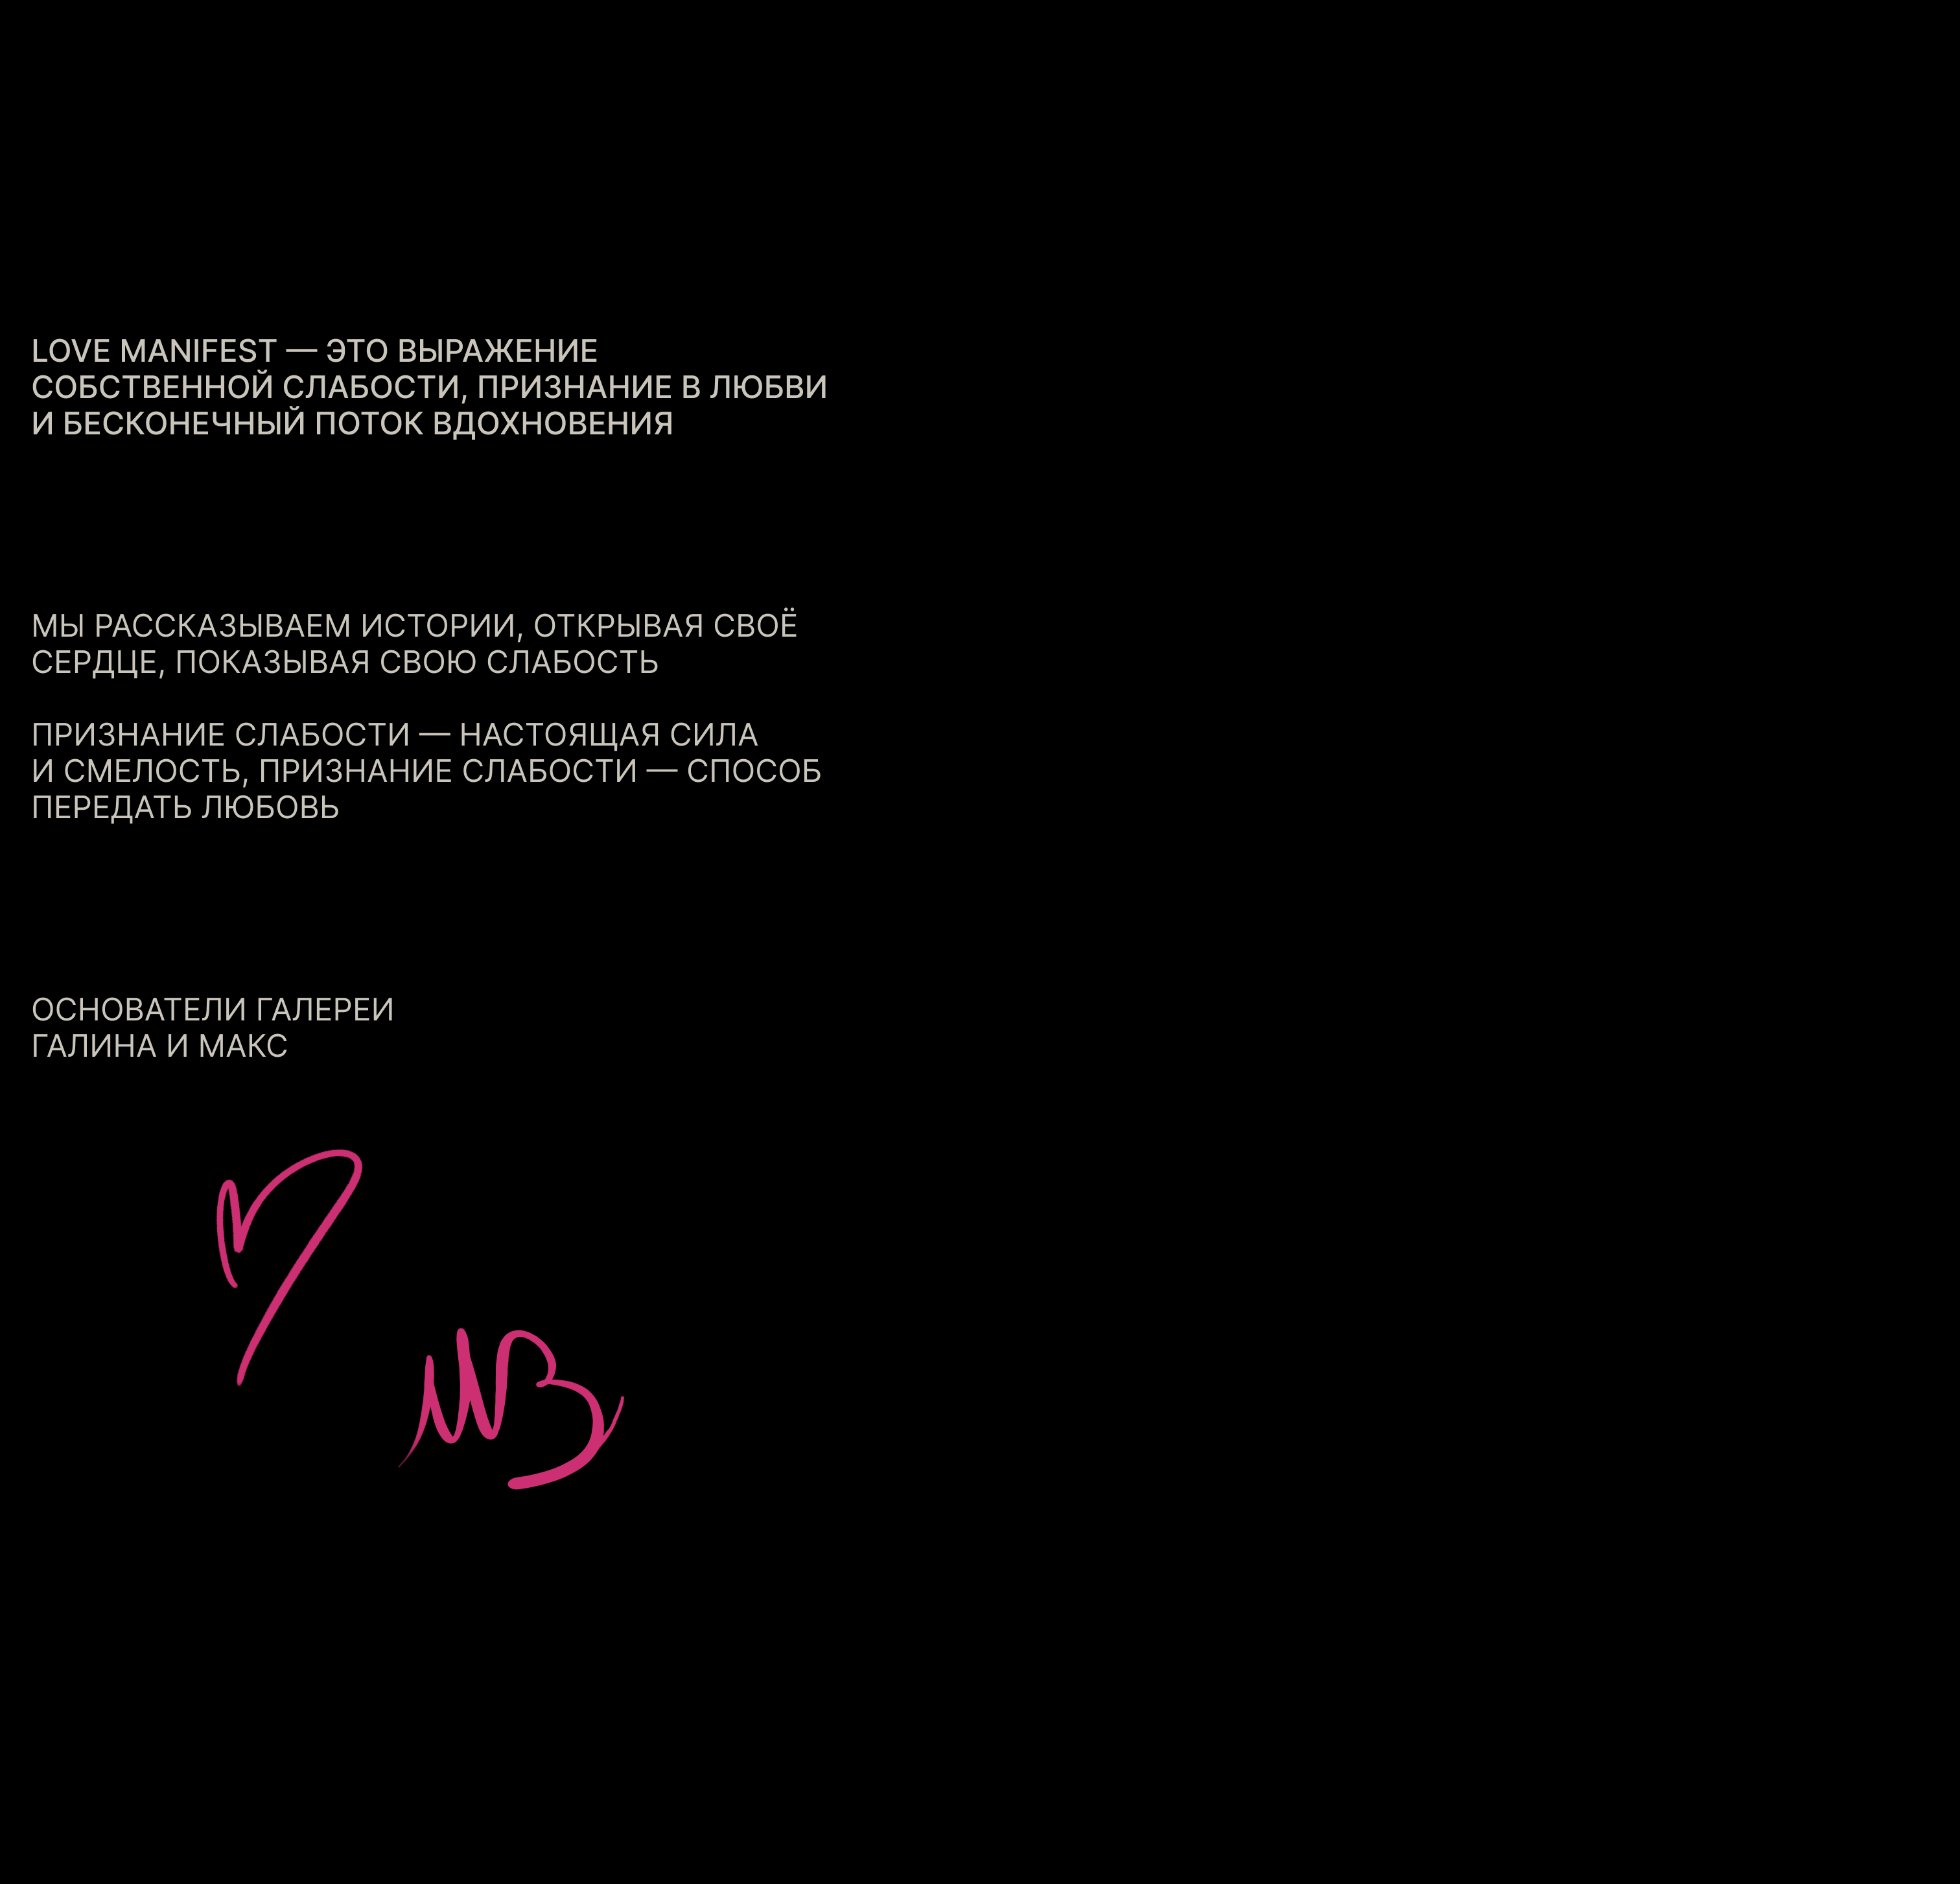 LOVE MANIFEST — ЭТО ВЫРАЖЕНИЕ
СОБСТВЕННОЙ СЛАБОСТИ, ПРИЗНАНИЕ В ЛЮБВИ
И БЕСКОНЕЧНЫЙ ПОТОК ВДОХНОВЕНИЯ
МЫ РАССКАЗЫВАЕМ ИСТОРИИ, ОТКРЫВАЯ СВОЁ
СЕРДЦЕ, ПОКАЗЫВАЯ СВОЮ СЛАБОСТЬ
ПРИЗНАНИЕ СЛАБОСТИ — НАСТОЯЩАЯ СИЛА
И СМЕЛОСТЬ, ПРИЗНАНИЕ СЛАБОСТИ — СПОСОБ
ПЕРЕДАТЬ ЛЮБОВЬ
ОСНОВАТЕЛИ ГАЛЕРЕИ
ГАЛИНА И МАКС